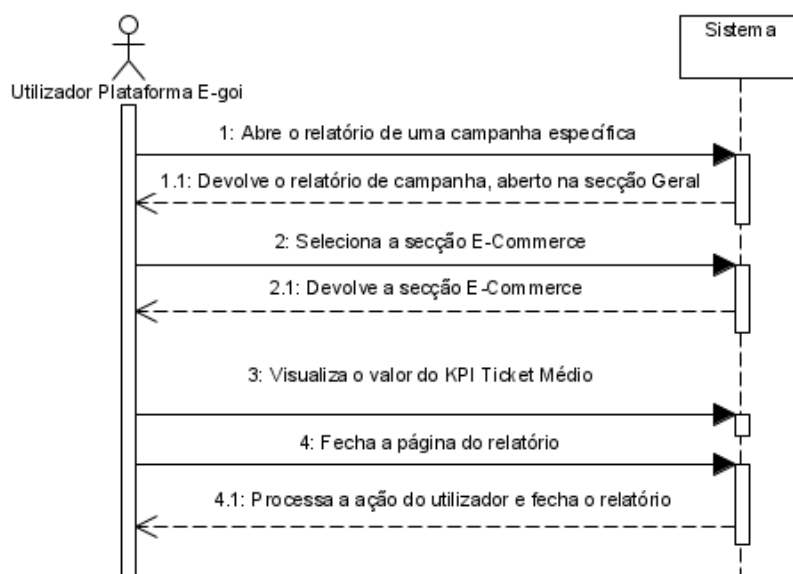 Sistema
Utilizador Plataforma E-goi
1: Abre o relatório de uma campanha específica
1.1: Devolve o relatório de campanha, aberto na secção Geral
2: Seleciona a secção E-Commerce
2.1: Devolve a secção E-Commerce
3: Visualiza o valor do KPI Ticket Médio
4: Fecha a página do relatório
4.1: Processa a ação do utilizador e fecha o relatório